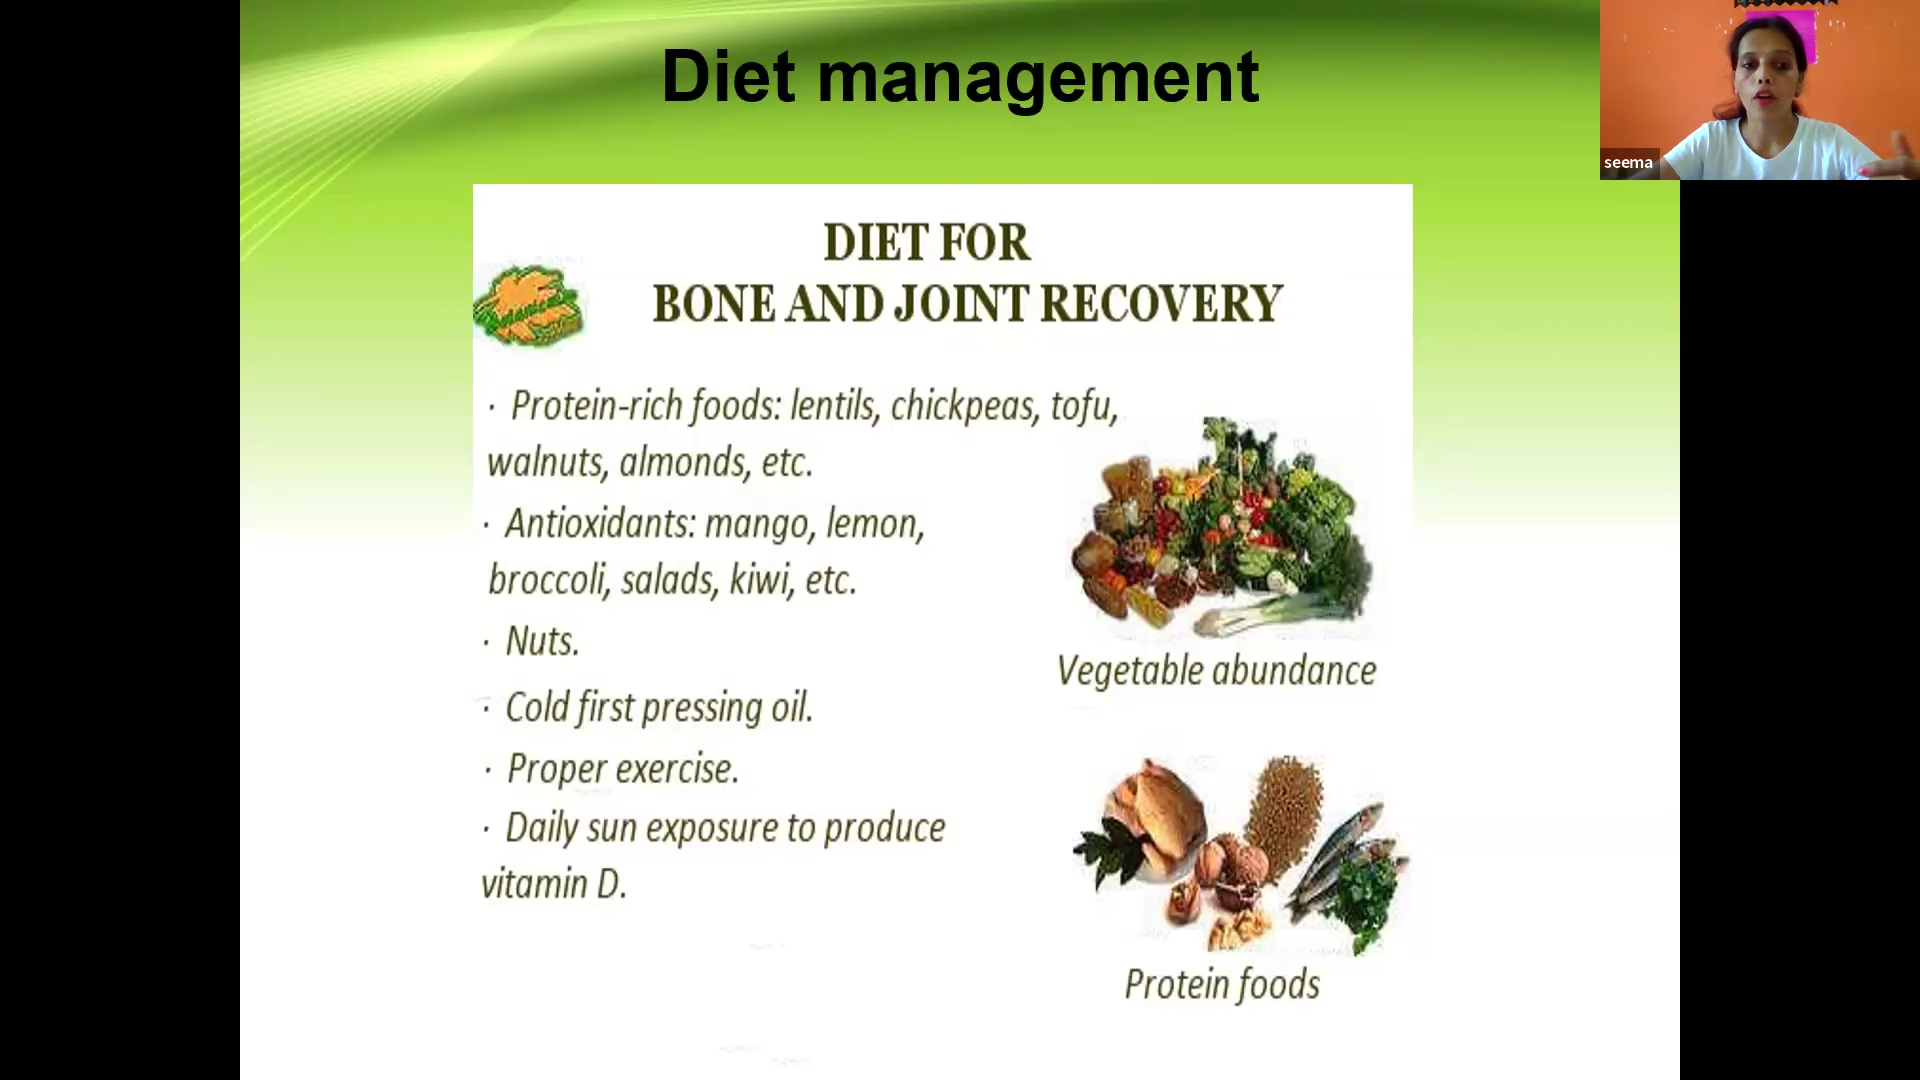 Diet management
seema
DIET FOR
BONE AND JOINT RECOVERY
· Protein-rich foods: lentils, chickpeas, tofu,
walnuts, almonds, etc.
· Antioxidants: mango, lemon,
broccoli, salads, kiwi, etc.
· Nuts.
· Cold first pressing oil.
· Proper exercise.
· Daily sun exposure to produce
vitamin D.
Vegetable abundance
Protein foods